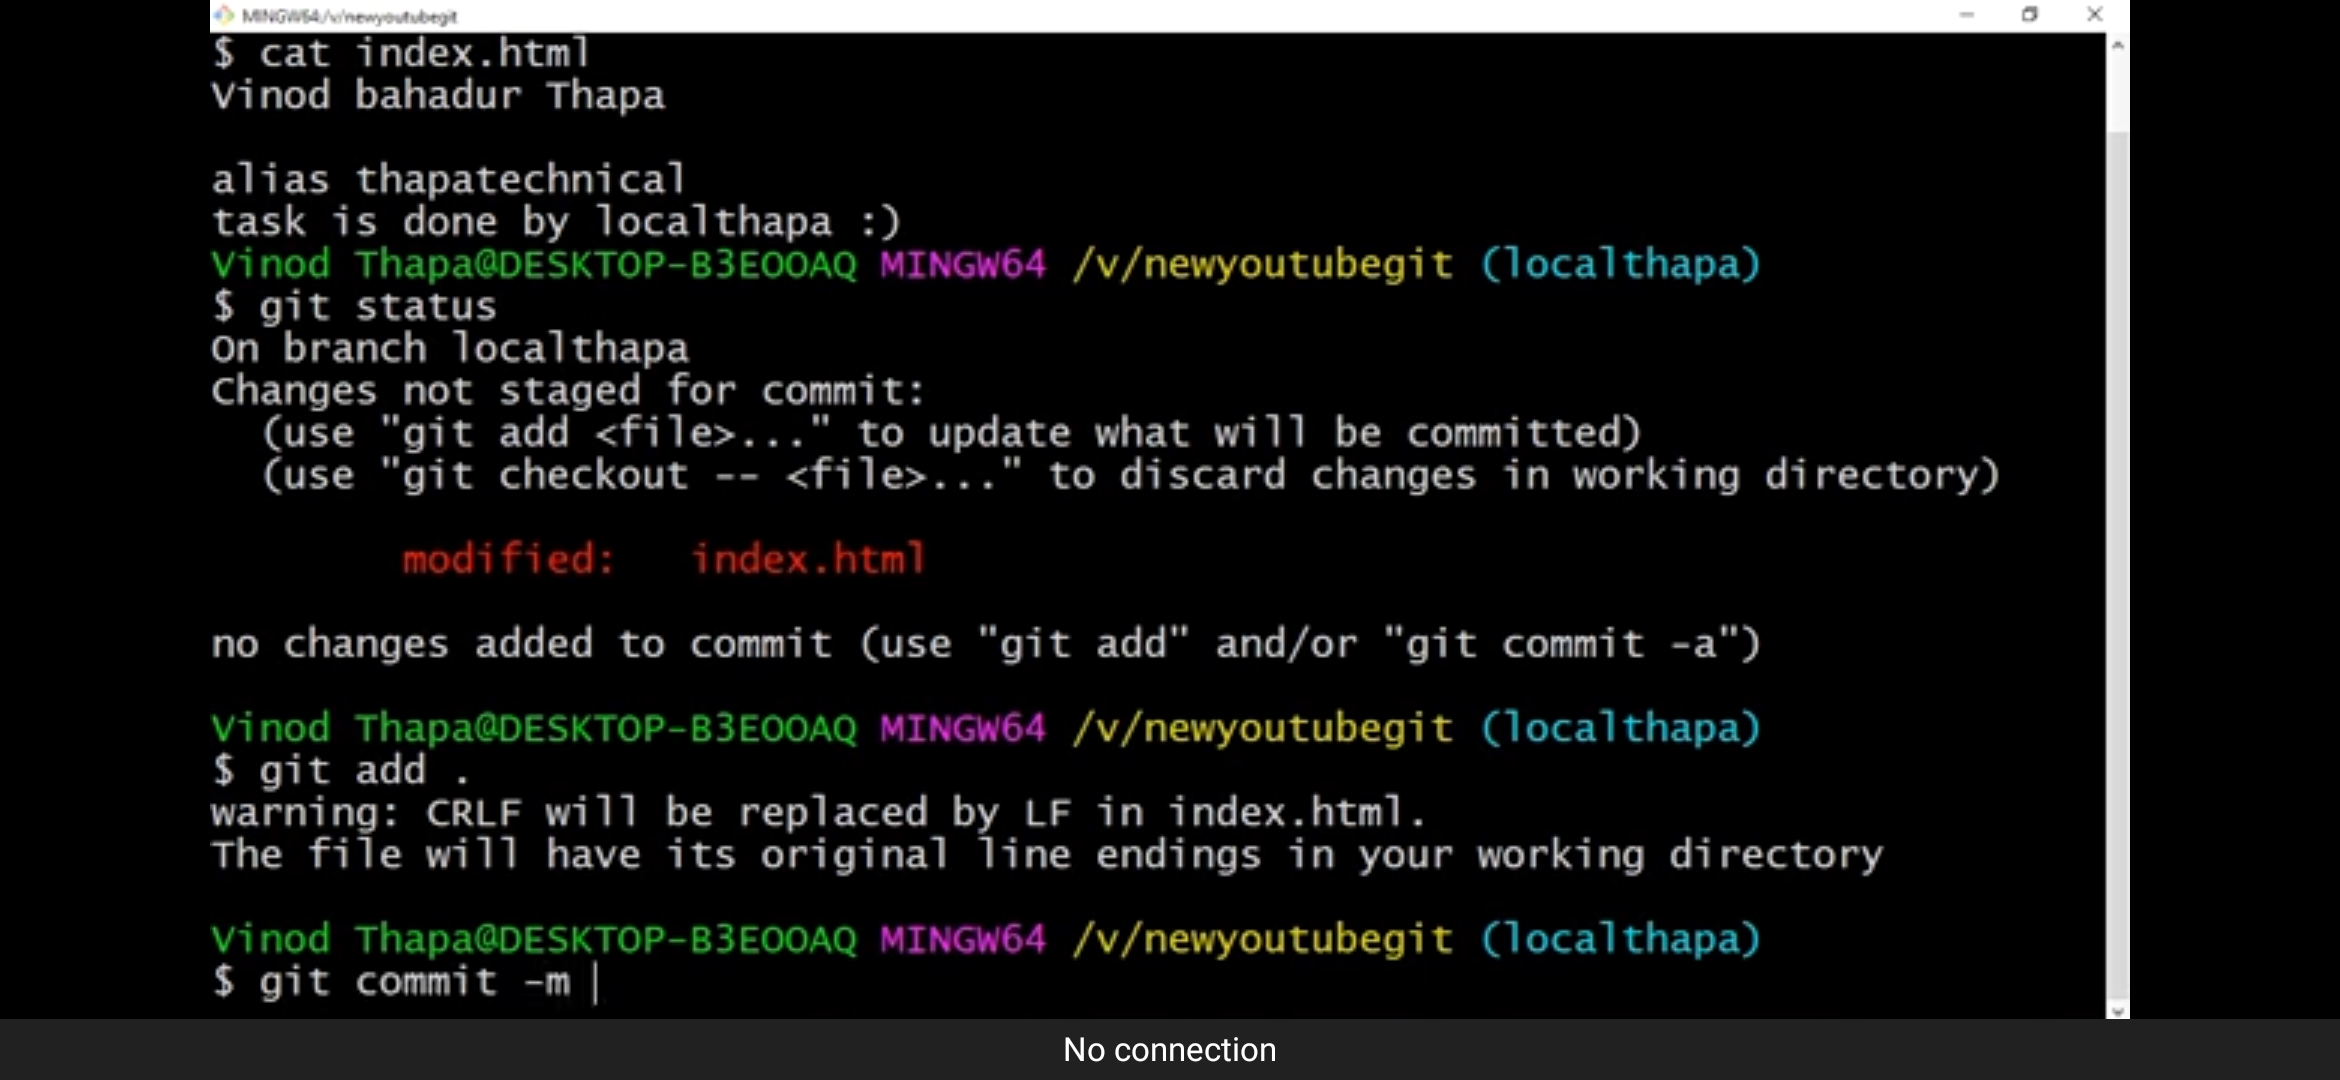 MINGW64:/v/newyoutubegit
$ cat index.html
Vinod bahadur Thapa
alias thapatechnical
task is done by localthapa :)
Vinod Thapa@DESKTOP-B3EOOAQ MINGW64 /v/newyoutubegit (localthapa)
$ git status
On branch localthapa
Changes not staged for commit:
(use "git add <file>..." to update what will be committed)
(use "git checkout -- <file>..." to discard changes in working directory)
modified: index.html
no changes added to commit (use "git add" and/or "git commit -a")
Vinod Thapa@DESKTOP-B3EOOAQ MINGW64 /v/newyoutubegit (localthapa)
$ git add .
warning: CRLF will be replaced by LF in index.html.
The file will have its original line endings in your working directory
Vinod Thapa@DESKTOP-B3EOOAQ MINGW64 /v/newyoutubegit (localthapa)
$ git commit -m
No connection